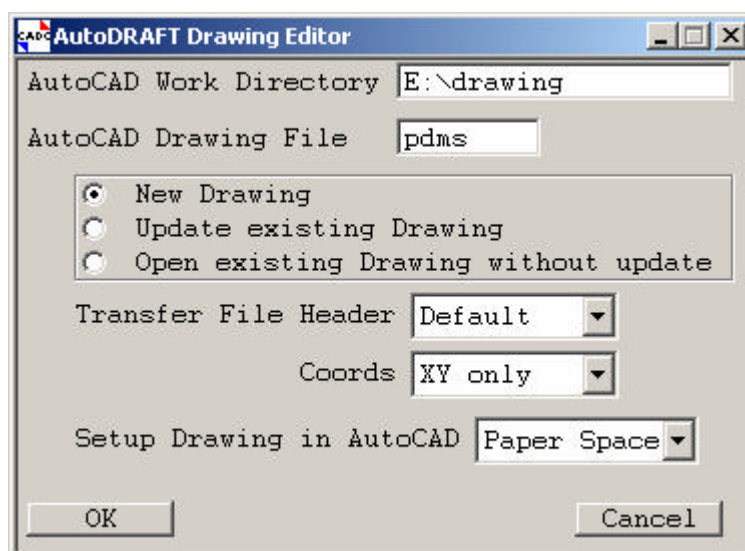 CADC AutoDRAFT Drawing Editor
AutoCAD Work Directory E:\drawing
AutoCAD Drawing File pdms
New Drawing
Update existing Drawing
Open existing Drawing without update
Transfer File Header Default
Coords XY only
Setup Drawing in AutoCAD Paper Space
OK Cancel